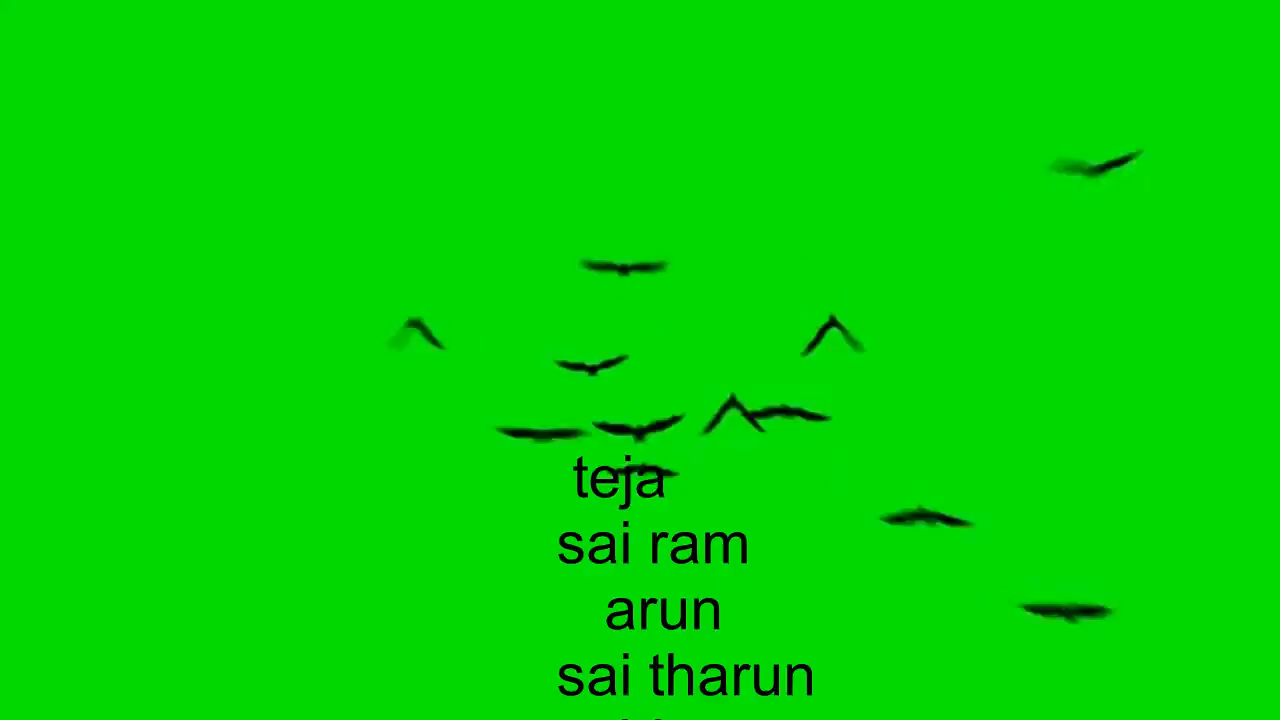 teja
sai ram
arun
sai tharun